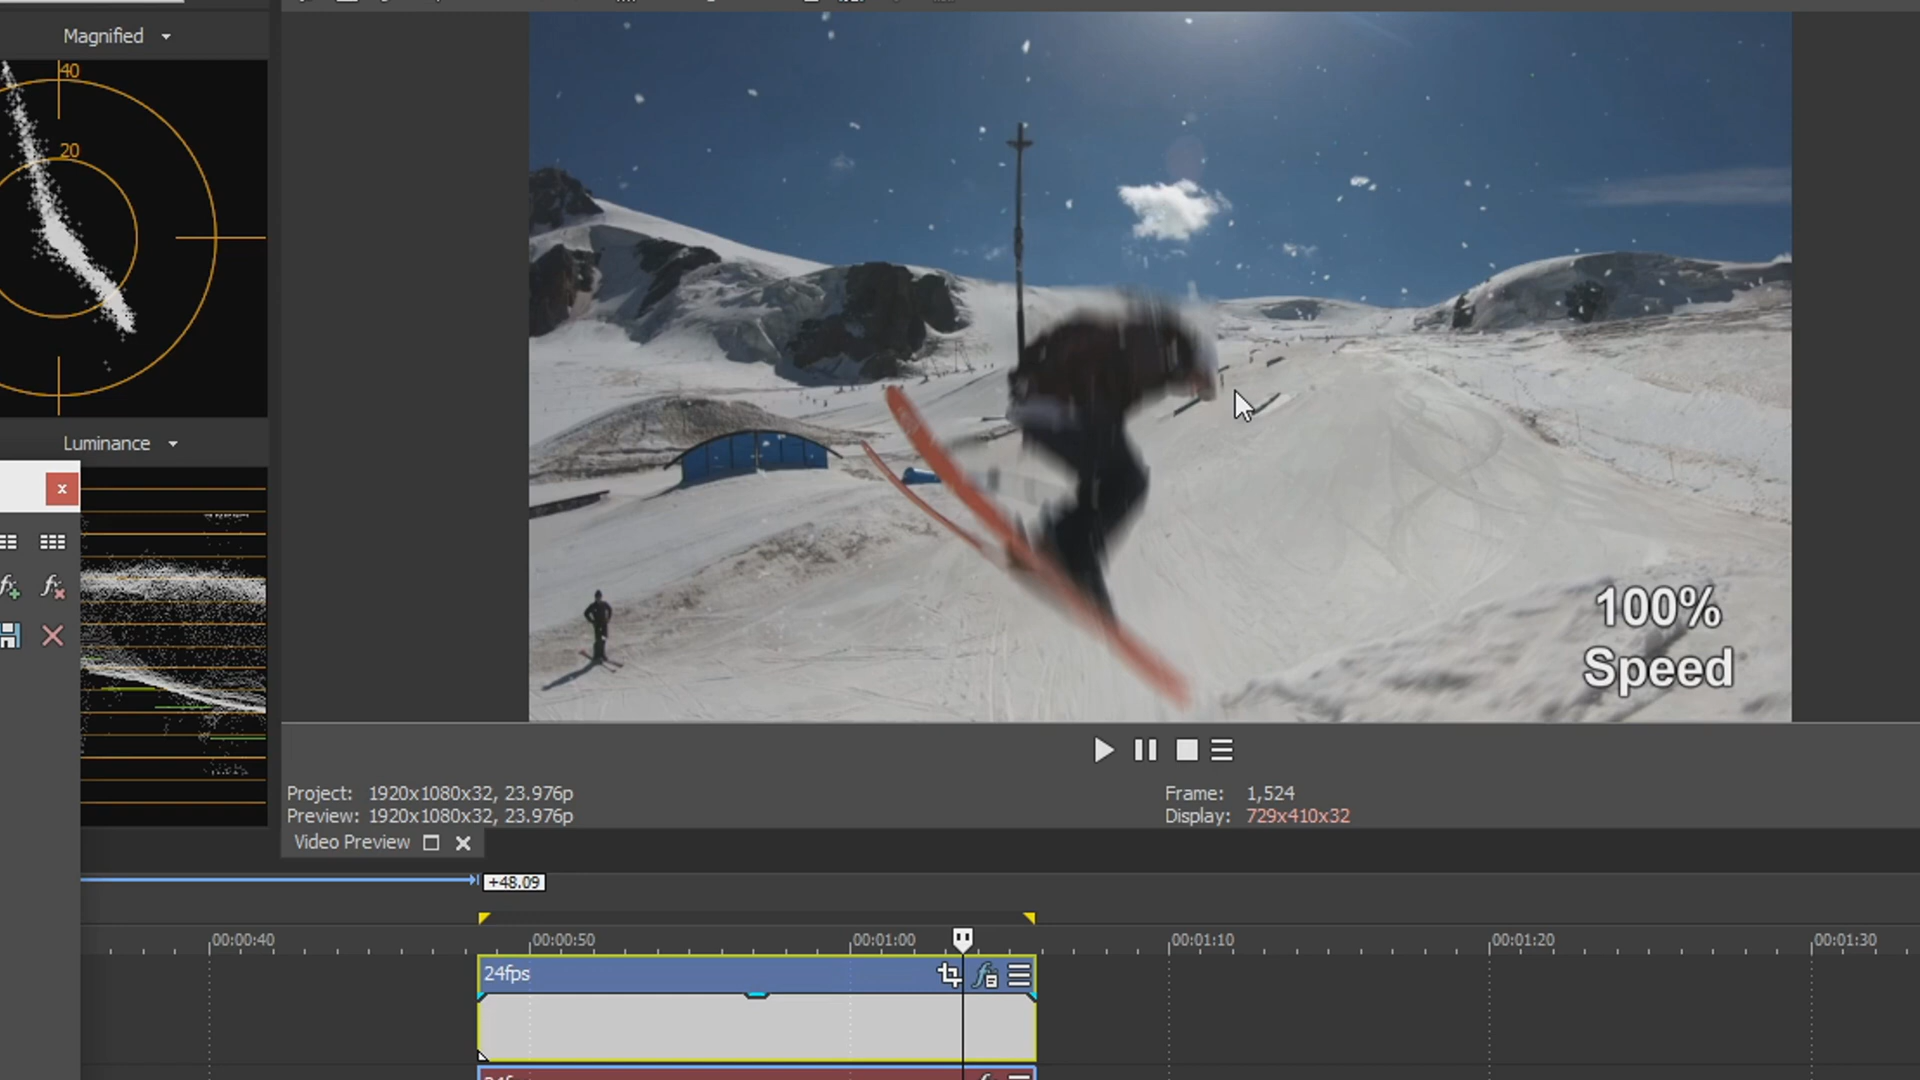 Magnified
40
20
Luminance
x
100%
Speed
Project: 1920x1080x32, 23.976p
Preview: 1920x1080x32, 23.976p
Frame: 1,524
Display: 729x410x32
Video Preview
+48.09
00:00:40
00:00:50
00:01:00
00:01:10
00:01:20
00:01:30
24fps